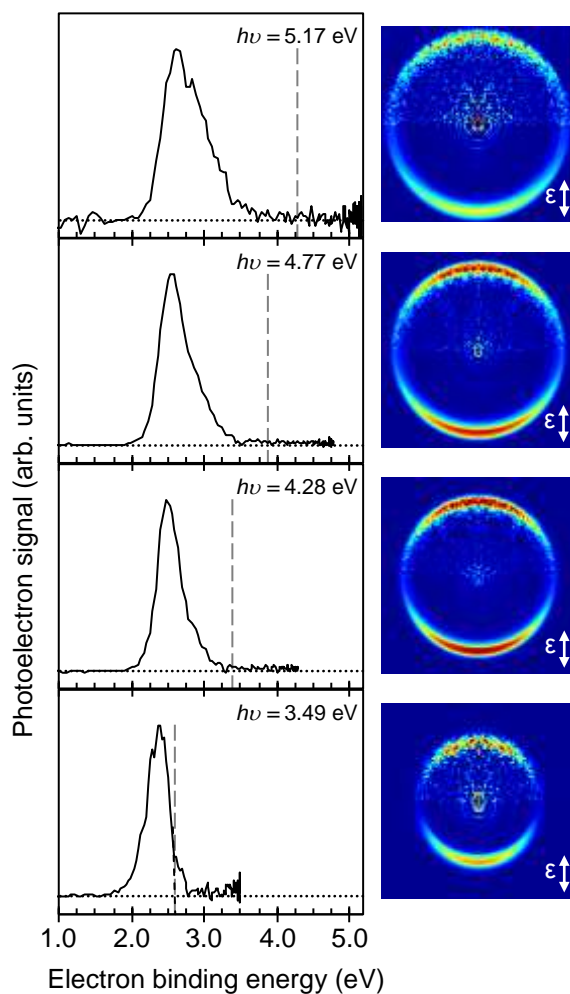 hυ = 5.17 eV
ε
hυ = 4.77 eV
ε
hυ = 4.28 eV
ε
hυ = 3.49 eV
ε
Photoelectron signal (arb. units)
1.0 2.0 3.0 4.0 5.0
Electron binding energy (eV)